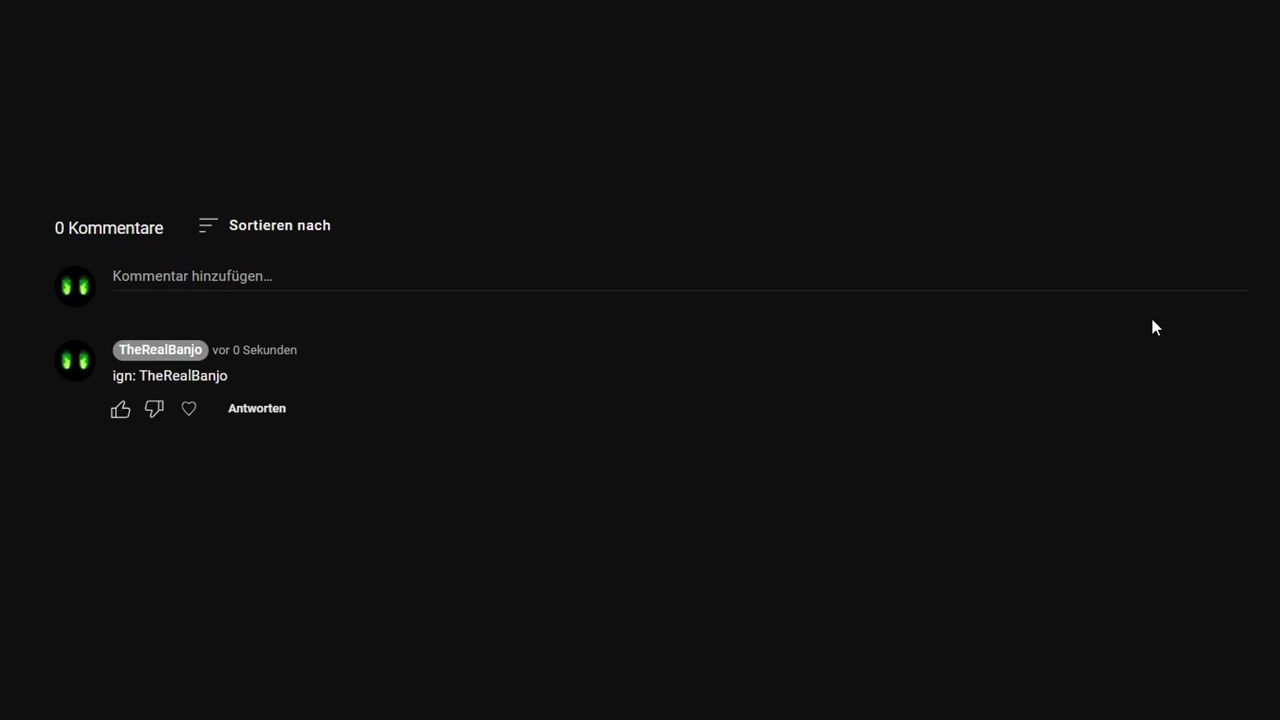 0 Kommentare
Sortieren nach
Kommentar hinzufügen...
TheRealBanjo vor 0 Sekunden
ign: TheRealBanjo
Antworten